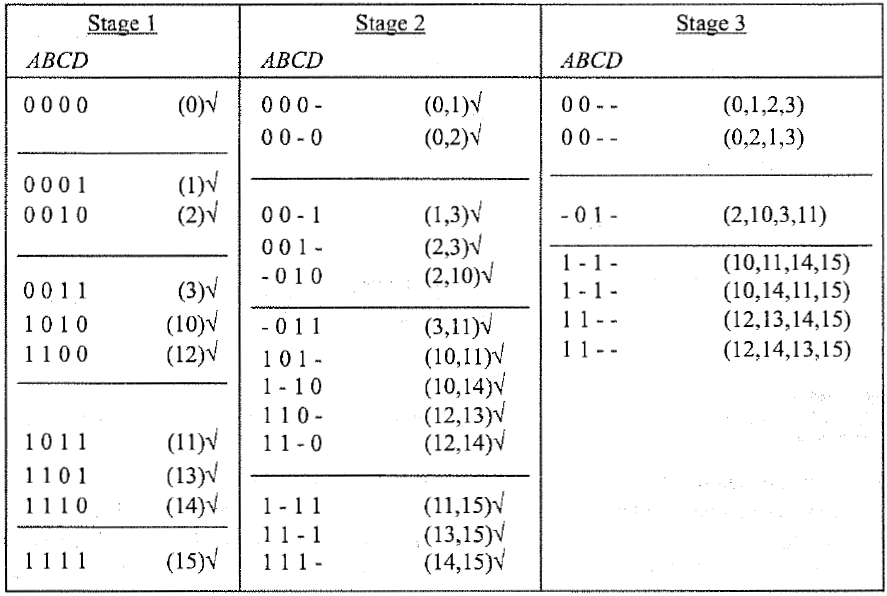 Stage 1
ABCD
0 0 0 0 (0)√
0 0 0 1 (1)√
0 0 1 0 (2)√
0 0 1 1 (3)√
1 0 1 0 (10)√
1 1 0 0 (12)√
1 0 1 1 (11)√
1 1 0 1 (13)√
1 1 1 0 (14)√
1 1 1 1 (15)√
Stage 2
ABCD
0 0 0 - (0,1)√
0 0 - 0 (0,2)√
0 0 - 1 (1,3)√
0 0 1 - (2,3)√
- 0 1 0 (2,10)√
- 0 1 1 (3,11)√
1 0 1 - (10,11)√
1 - 1 0 (10,14)√
1 1 0 - (12,13)√
1 1 - 0 (12,14)√
1 - 1 1 (11,15)√
1 1 - 1 (13,15)√
1 1 1 - (14,15)√
Stage 3
ABCD
0 0 - - (0,1,2,3)
0 0 - - (0,2,1,3)
- 0 1 - (2,10,3,11)
1 - 1 - (10,11,14,15)
1 - 1 - (10,14,11,15)
1 1 - - (12,13,14,15)
1 1 - - (12,14,13,15)